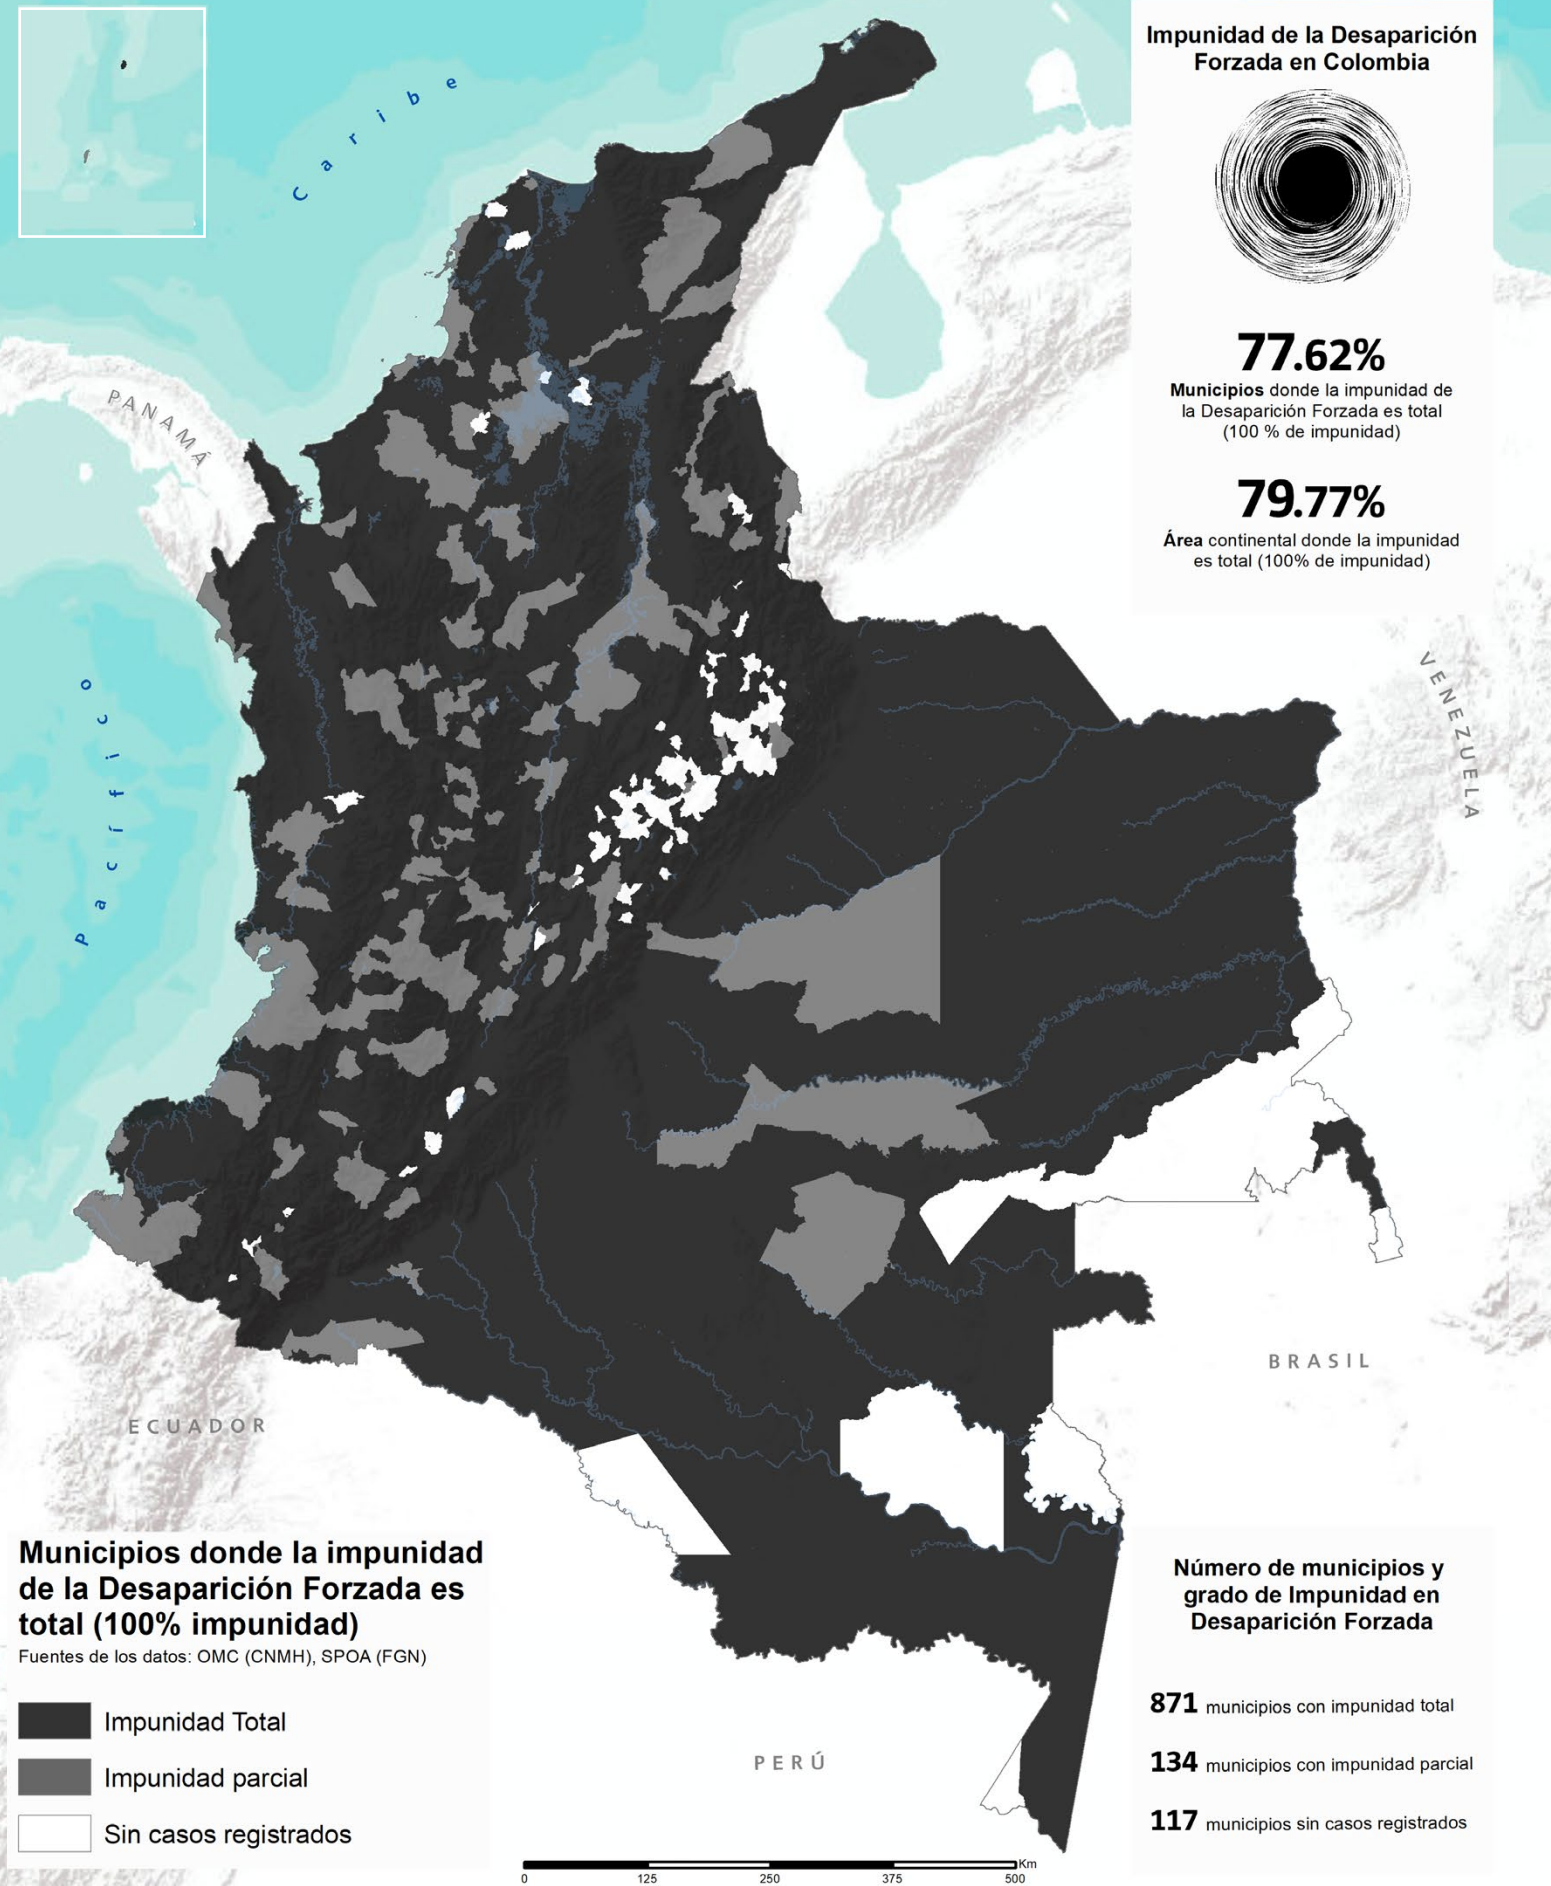 Caribe
PANAMÁ
Pacífico
VENEZUELA
BRASIL
ECUADOR
PERÚ
Impunidad de la Desaparición
Forzada en Colombia
77.62%
Municipios donde la impunidad de
la Desaparición Forzada es total
(100 % de impunidad)
79.77%
Área continental donde la impunidad
es total (100% de impunidad)
Municipios donde la impunidad
de la Desaparición Forzada es
total (100% impunidad)
Fuentes de los datos: OMC (CNMH), SPOA (FGN)
Impunidad Total
Impunidad parcial
Sin casos registrados
Número de municipios y
grado de Impunidad en
Desaparición Forzada
871 municipios con impunidad total
134 municipios con impunidad parcial
117 municipios sin casos registrados
Km
0 125 250 375 500